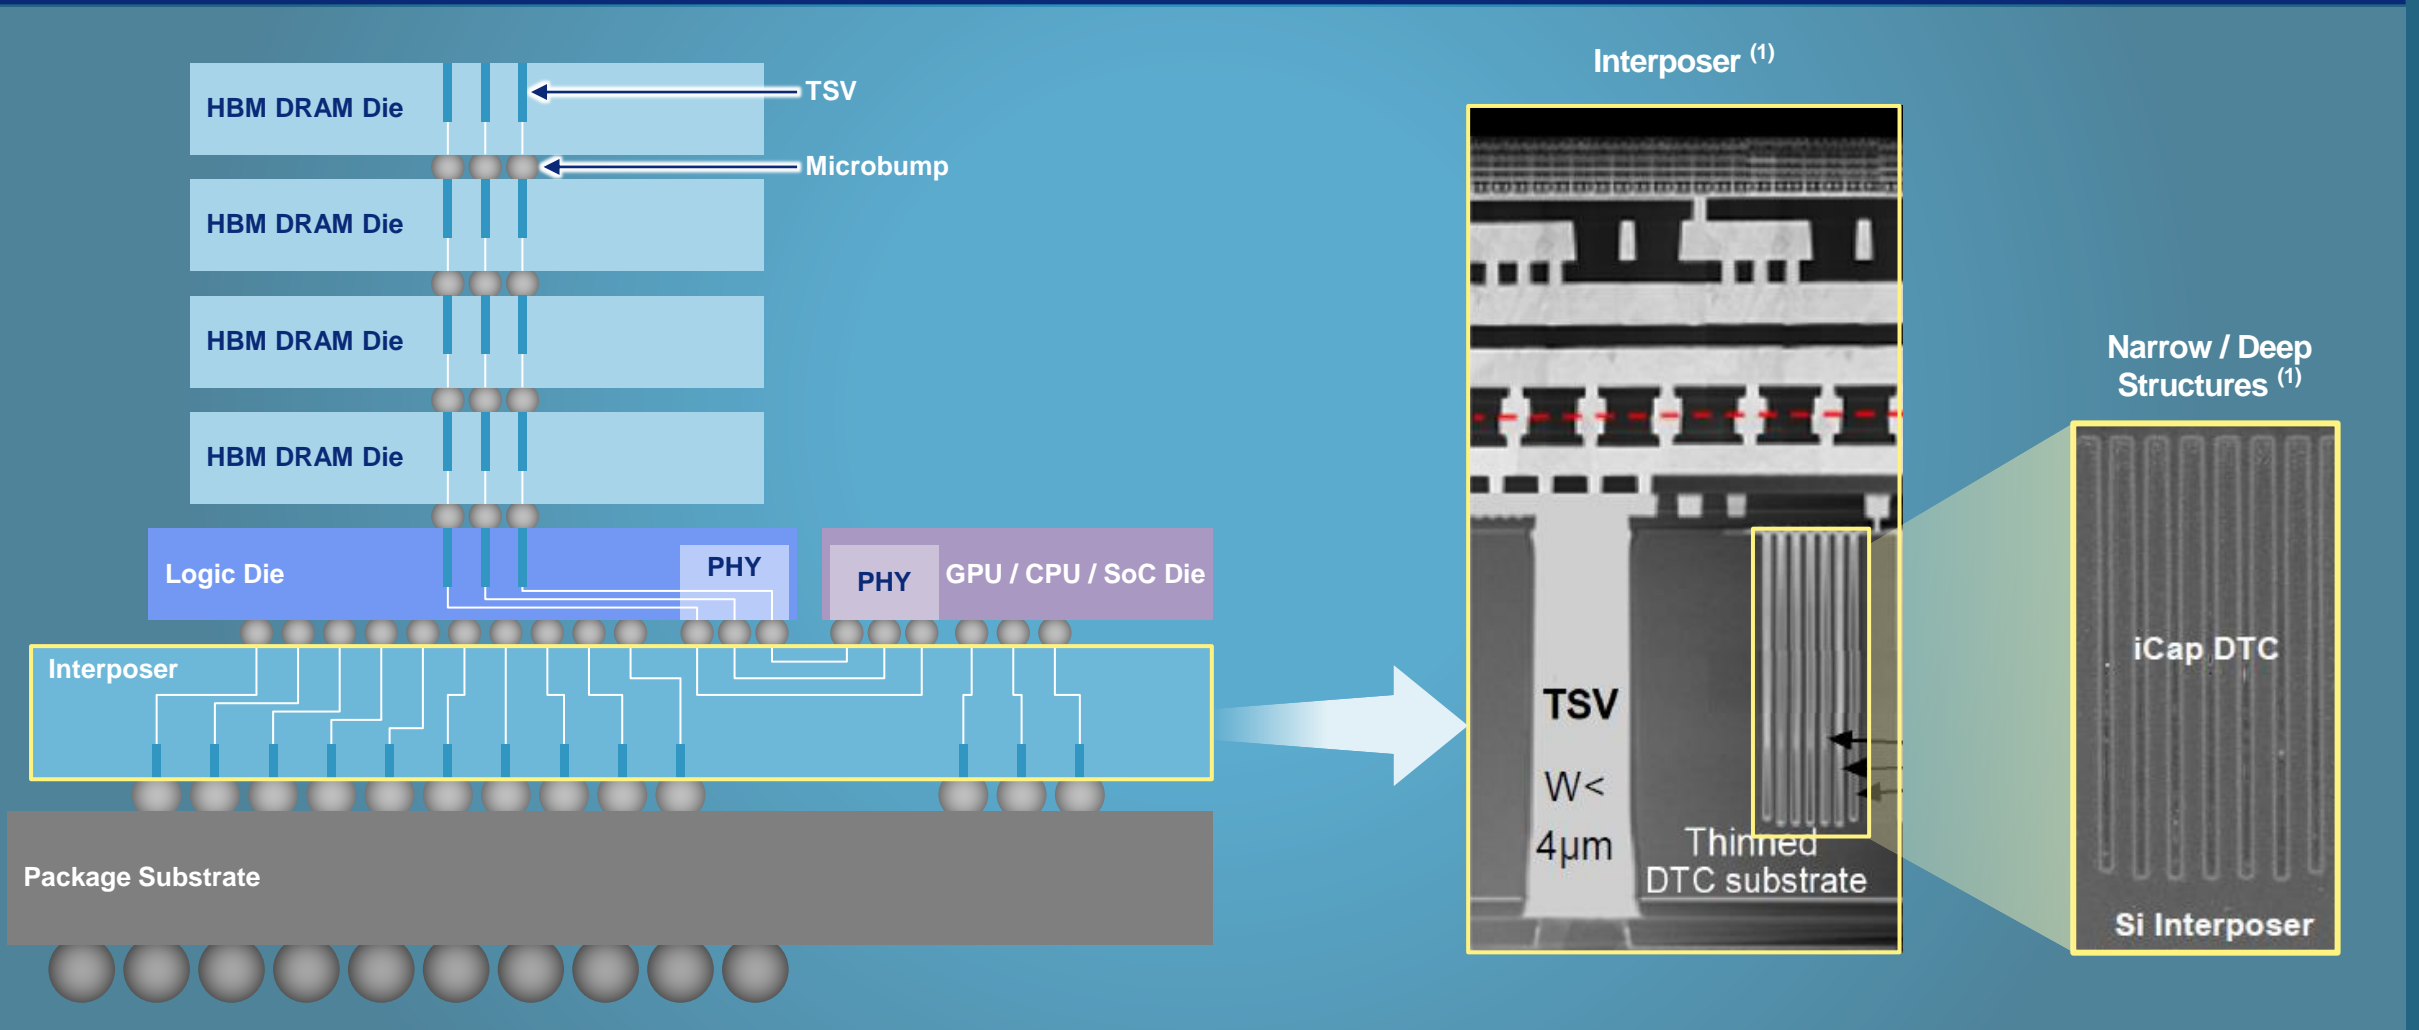 HBM DRAM Die
TSV
Microbump
HBM DRAM Die
HBM DRAM Die
HBM DRAM Die
Logic Die
PHY
PHY
GPU / CPU / SoC Die
Interposer
Package Substrate
Interposer (1)
TSV
W<
4µm
Thinned
DTC substrate
Narrow / Deep
Structures (1)
iCap DTC
Si Interposer